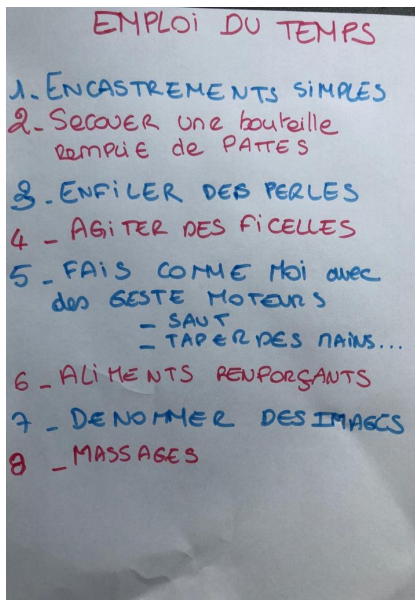 EMPLOI DU TEMPS
1. ENCASTREMENTS SIMPLES
2. SECOUER une bouteille
REMPLIE de PATTES
3. ENFILER DES PERLES
4 _ AGITER DES FICELLES
5 _ FAIS COMME MOI avec
des GESTE MOTEURS
_ SAUT
_ TAPER DES MAINS...
6 _ ALIMENTS RENFORÇANTS
7 _ DENOMMER DES IMAGES
8 _ MASSAGES